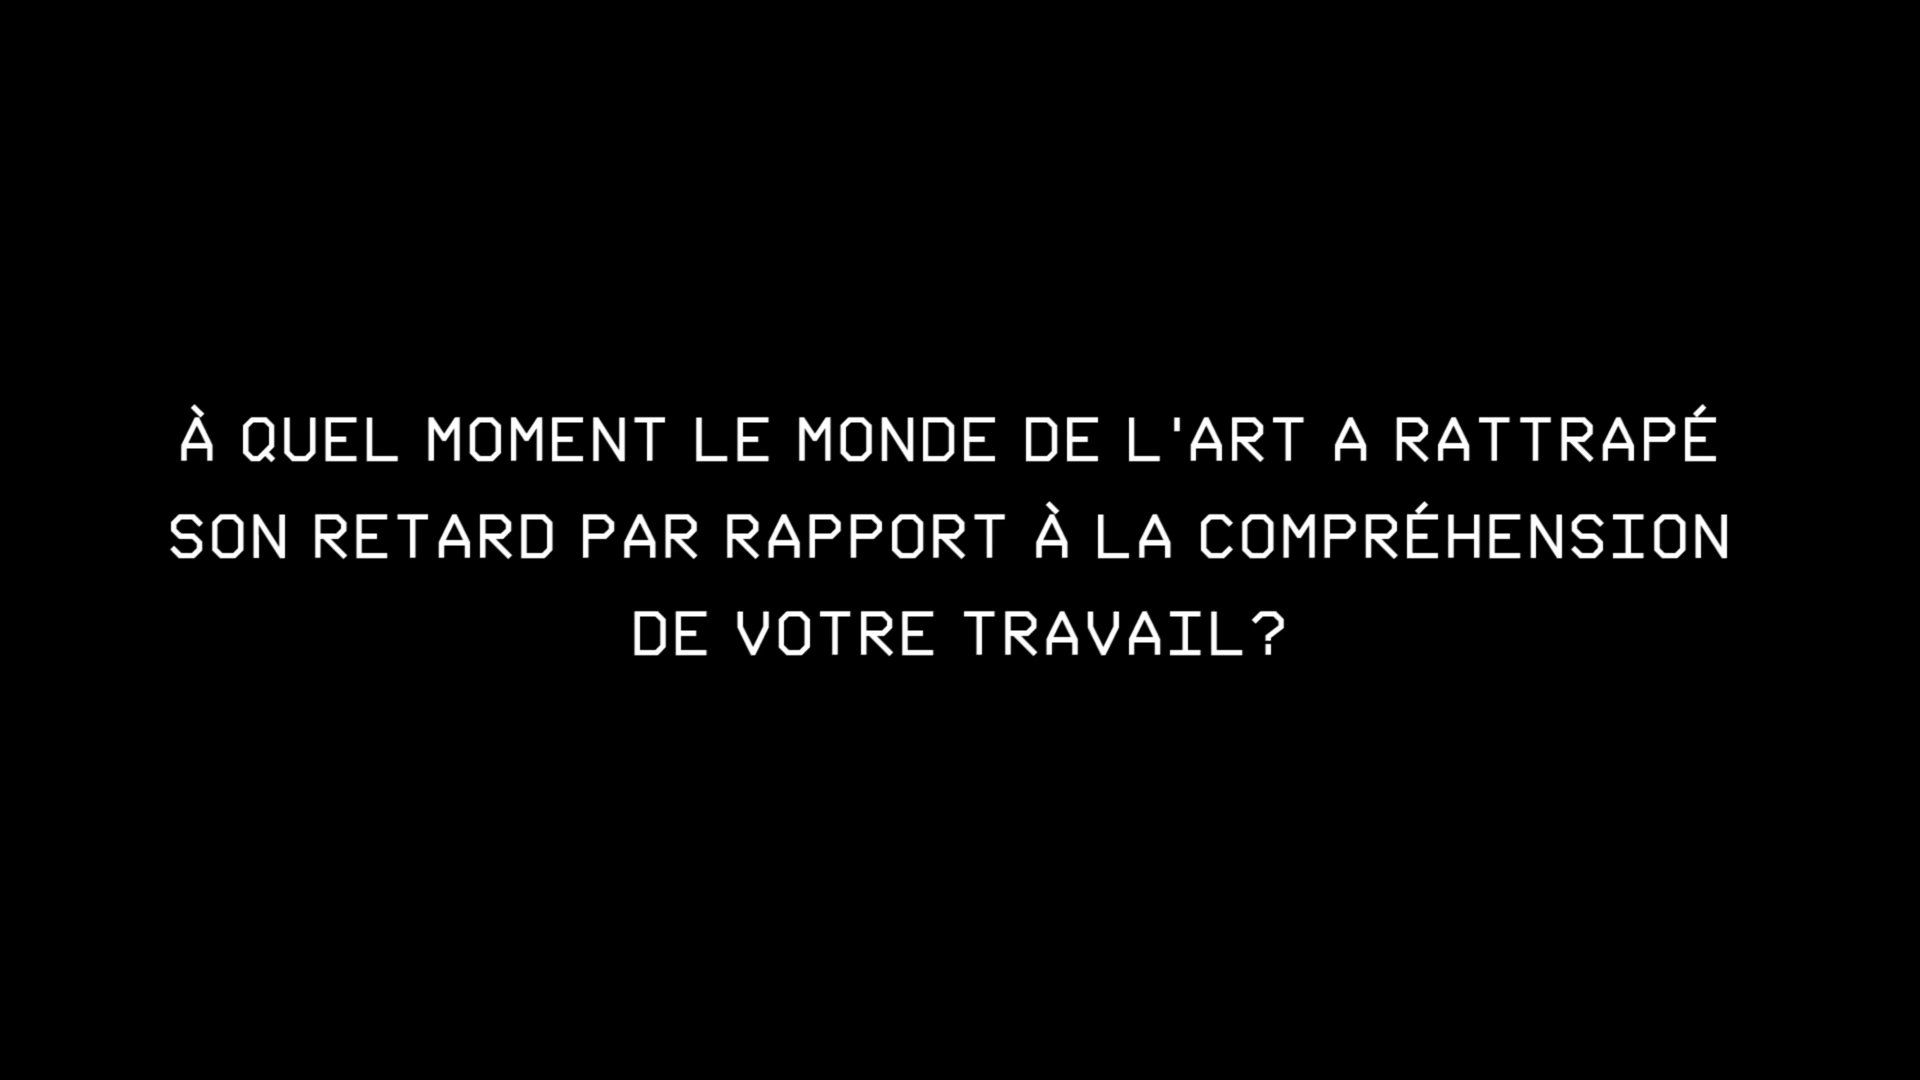 À QUEL MOMENT LE MONDE DE L'ART A RATTRAPÉ
SON RETARD PAR RAPPORT À LA COMPRÉHENSION
DE VOTRE TRAVAIL?